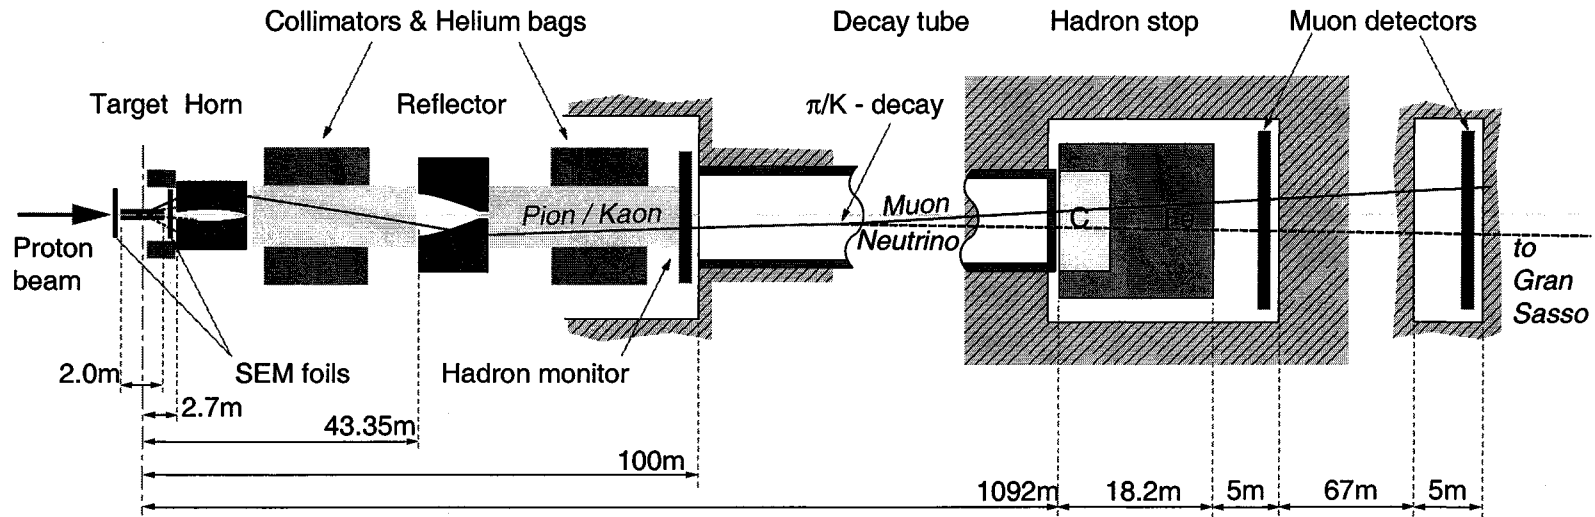 Collimators & Helium bags
Decay tube
Hadron stop
Muon detectors
Target
Horn
Reflector
π/K - decay
Proton
beam
Pion / Kaon
Muon
Neutrino
C
Fe
to
Gran
Sasso
SEM foils
Hadron monitor
2.0m
2.7m
43.35m
100m
1092m
18.2m
5m
67m
5m